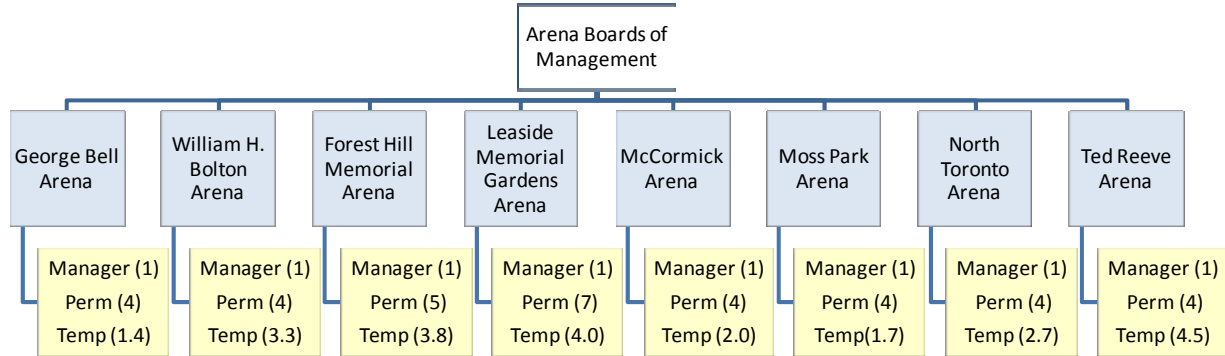 Arena Boards of
Management
George Bell
Arena
William H.
Bolton
Arena
Forest Hill
Memorial
Arena
Leaside
Memorial
Gardens
Arena
McCormick
Arena
Moss Park
Arena
North
Toronto
Arena
Ted Reeve
Arena
Manager (1)
Perm (4)
Temp (1.4)
Manager (1)
Perm (4)
Temp (3.3)
Manager (1)
Perm (5)
Temp (3.8)
Manager (1)
Perm (7)
Temp (4.0)
Manager (1)
Perm (4)
Temp (2.0)
Manager (1)
Perm (4)
Temp(1.7)
Manager (1)
Perm (4)
Temp (2.7)
Manager (1)
Perm (4)
Temp (4.5)